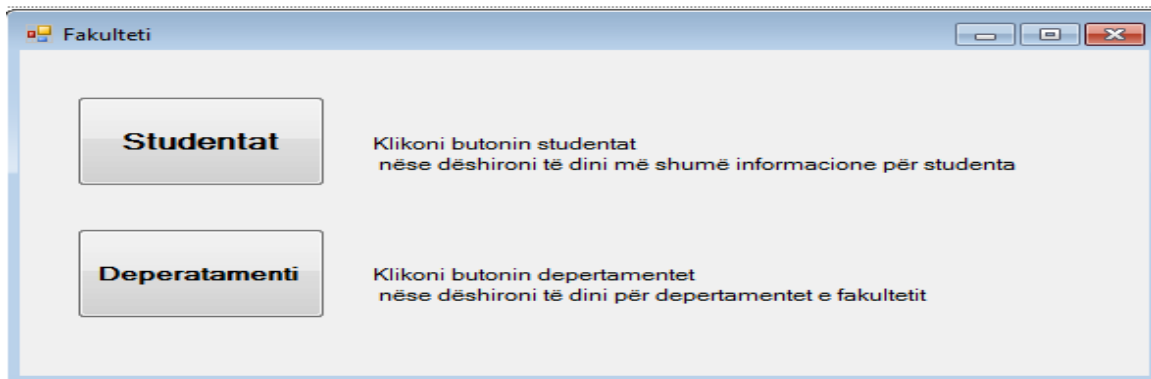 Fakulteti
Studentat
Klikoni butonin studentat
nëse dëshironi të dini më shumë informacione për studenta
Deperatamenti
Klikoni butonin depertamentet
nëse dëshironi të dini për depertamentet e fakultetit